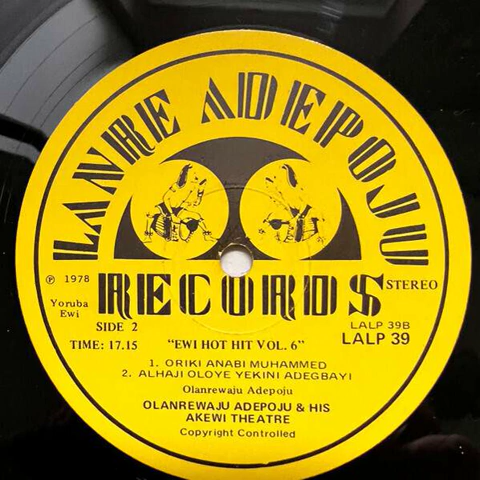 LANRE ADEPOJU
RECORDS
℗ 1978
STEREO
Yoruba
Ewi
SIDE 2
TIME: 17.15
"EWI HOT HIT VOL. 6"
LALP 39B
LALP 39
1. ORIKI ANABI MUHAMMED
2. ALHAJI OLOYE YEKINI ADEGBAYI
Olanrewaju Adepoju
OLANREWAJU ADEPOJU & HIS
AKEWI THEATRE
Copyright Controlled